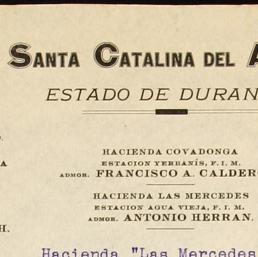 SANTA CATALINA DEL A
ESTADO DE DURAN
HACIENDA COVADONGA
ESTACION YERBANÍS, F. I. M.
ADMOR. FRANCISCO A. CALDER
HACIENDA LAS MERCEDES
ESTACION AGUA VIEJA, F. I. M.
ADMOR. ANTONIO HERRAN.
A
H.
Hacienda "Las Mercedes